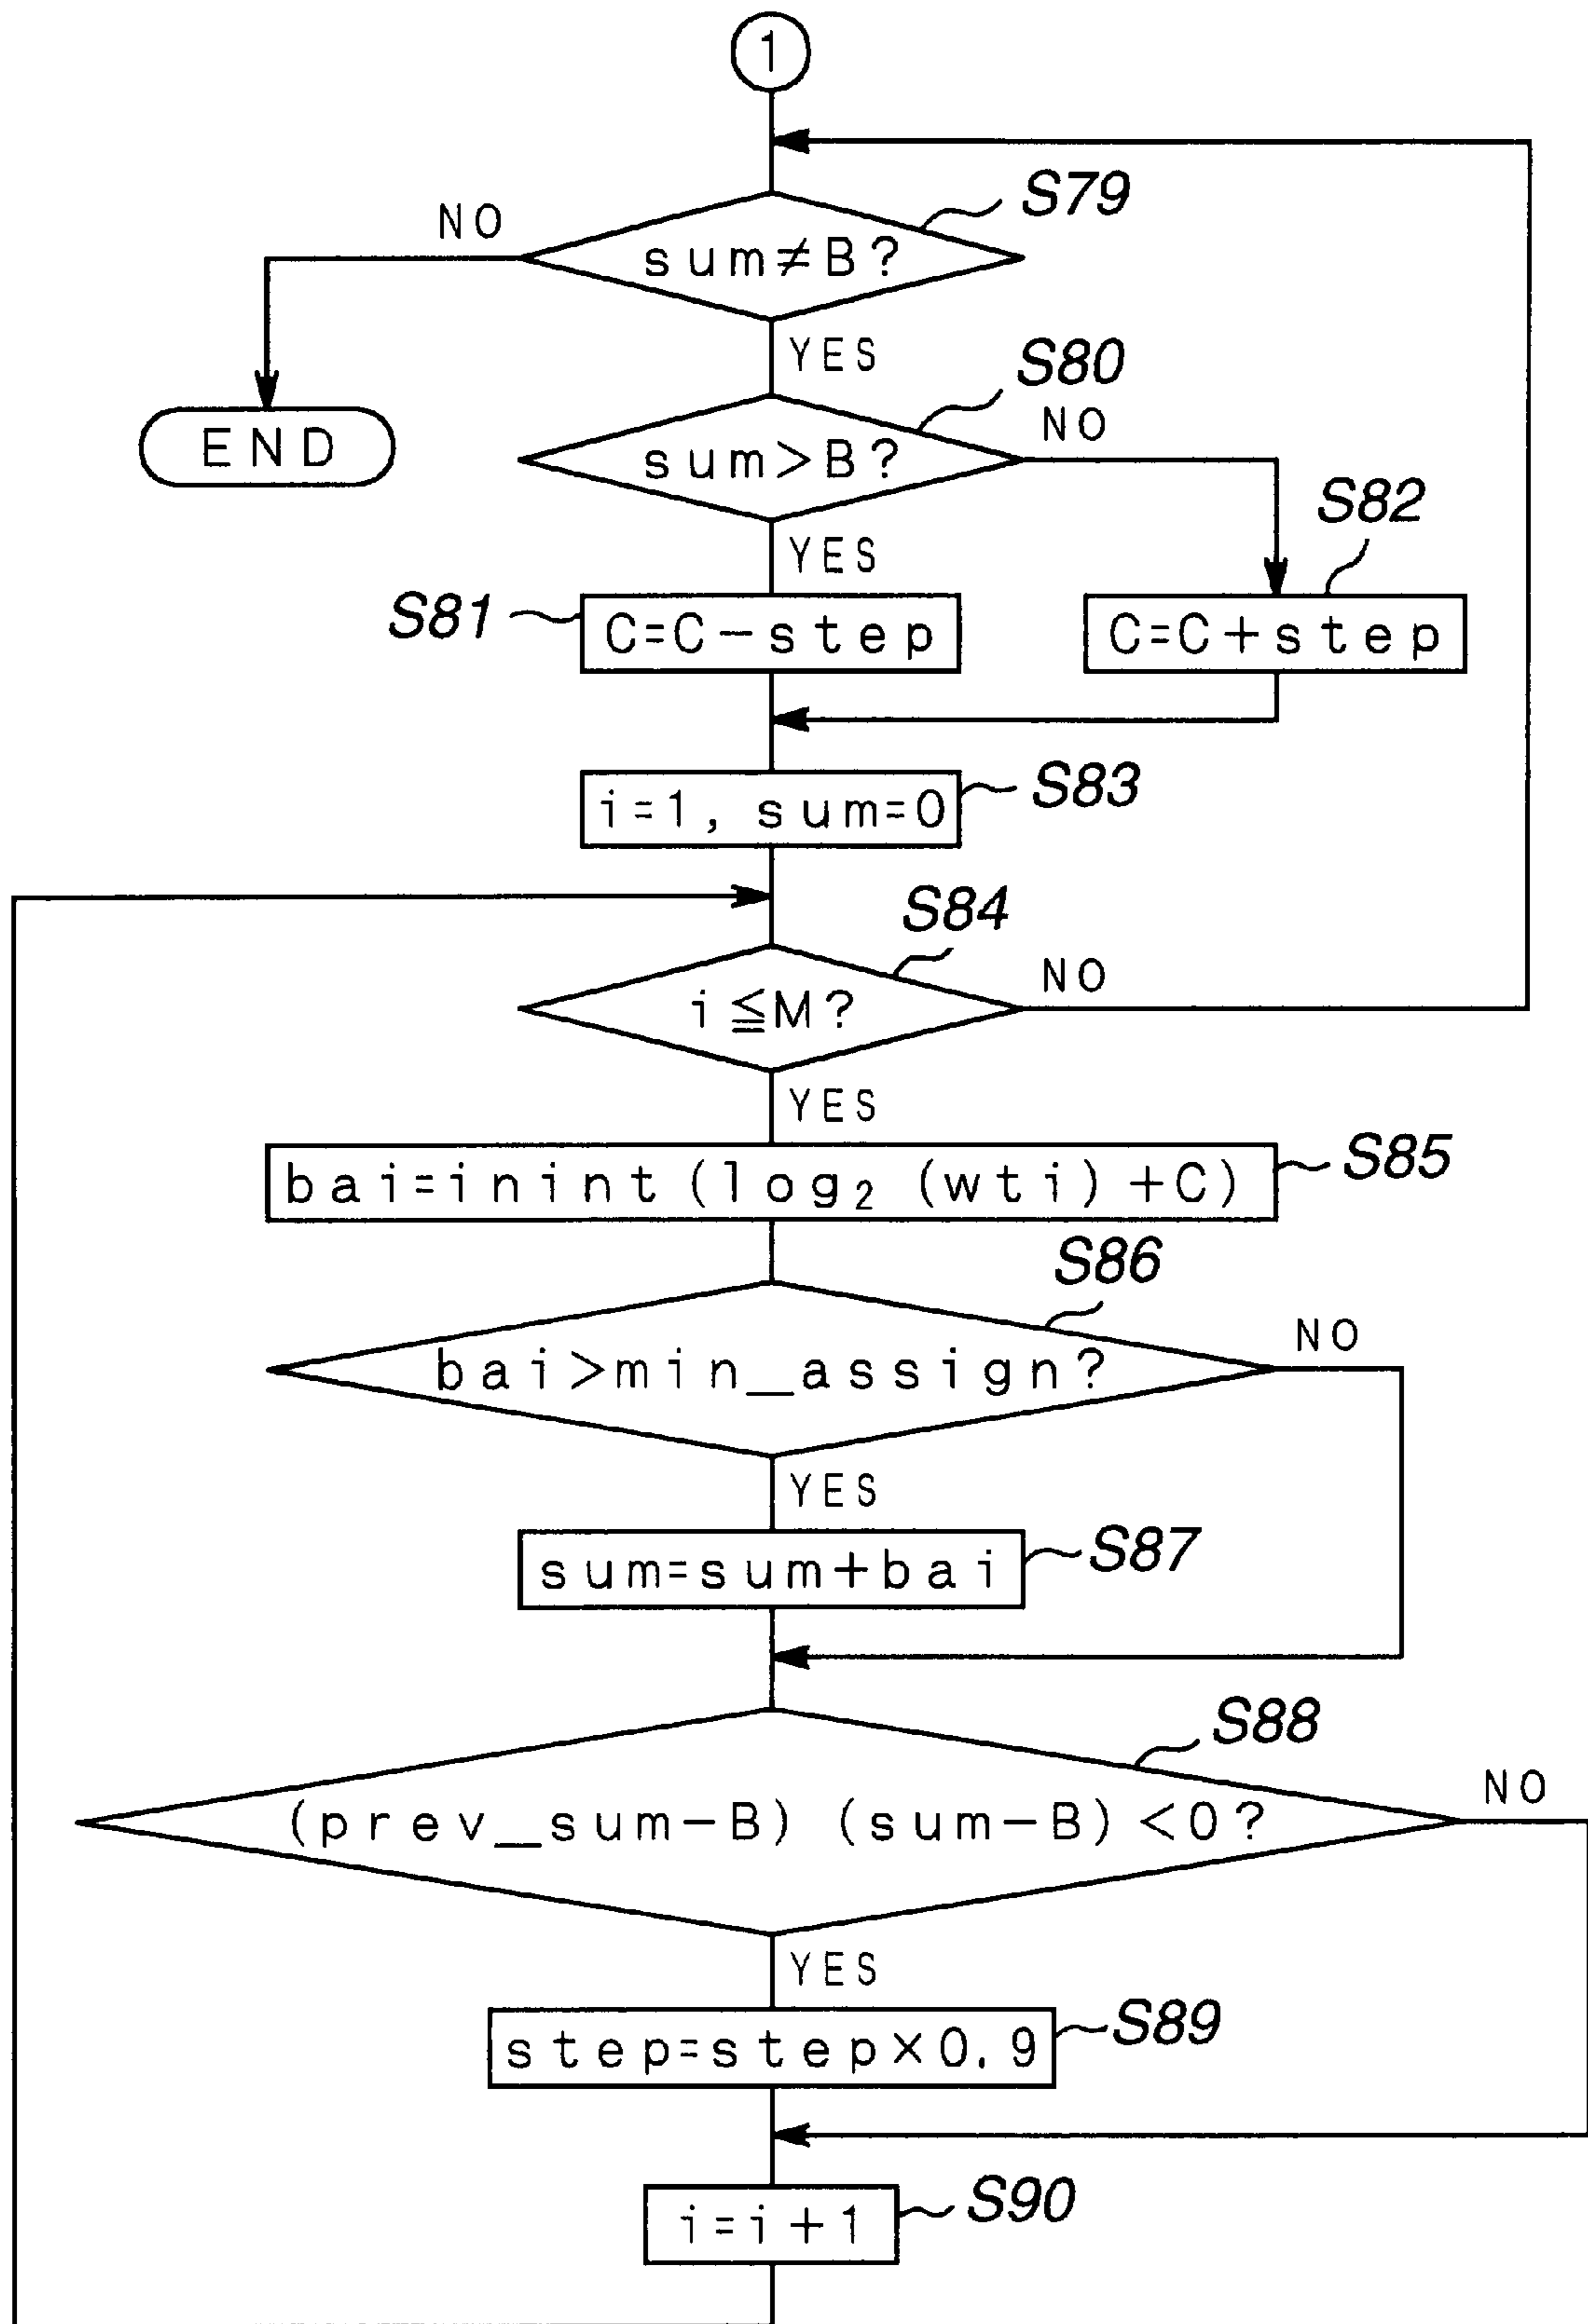 1
S79
NO
sum≠B?
YES
S80
NO
END
sum>B?
S82
YES
S81
C=C-step
C=C+step
S83
i=1, sum=0
S84
NO
i≦M?
YES
S85
bai=inint(log₂ (wti)+C)
S86
NO
bai>min_assign?
YES
S87
sum=sum+bai
S88
NO
(prev_sum-B) (sum-B)<0?
YES
S89
step=step×0.9
S90
i=i+1